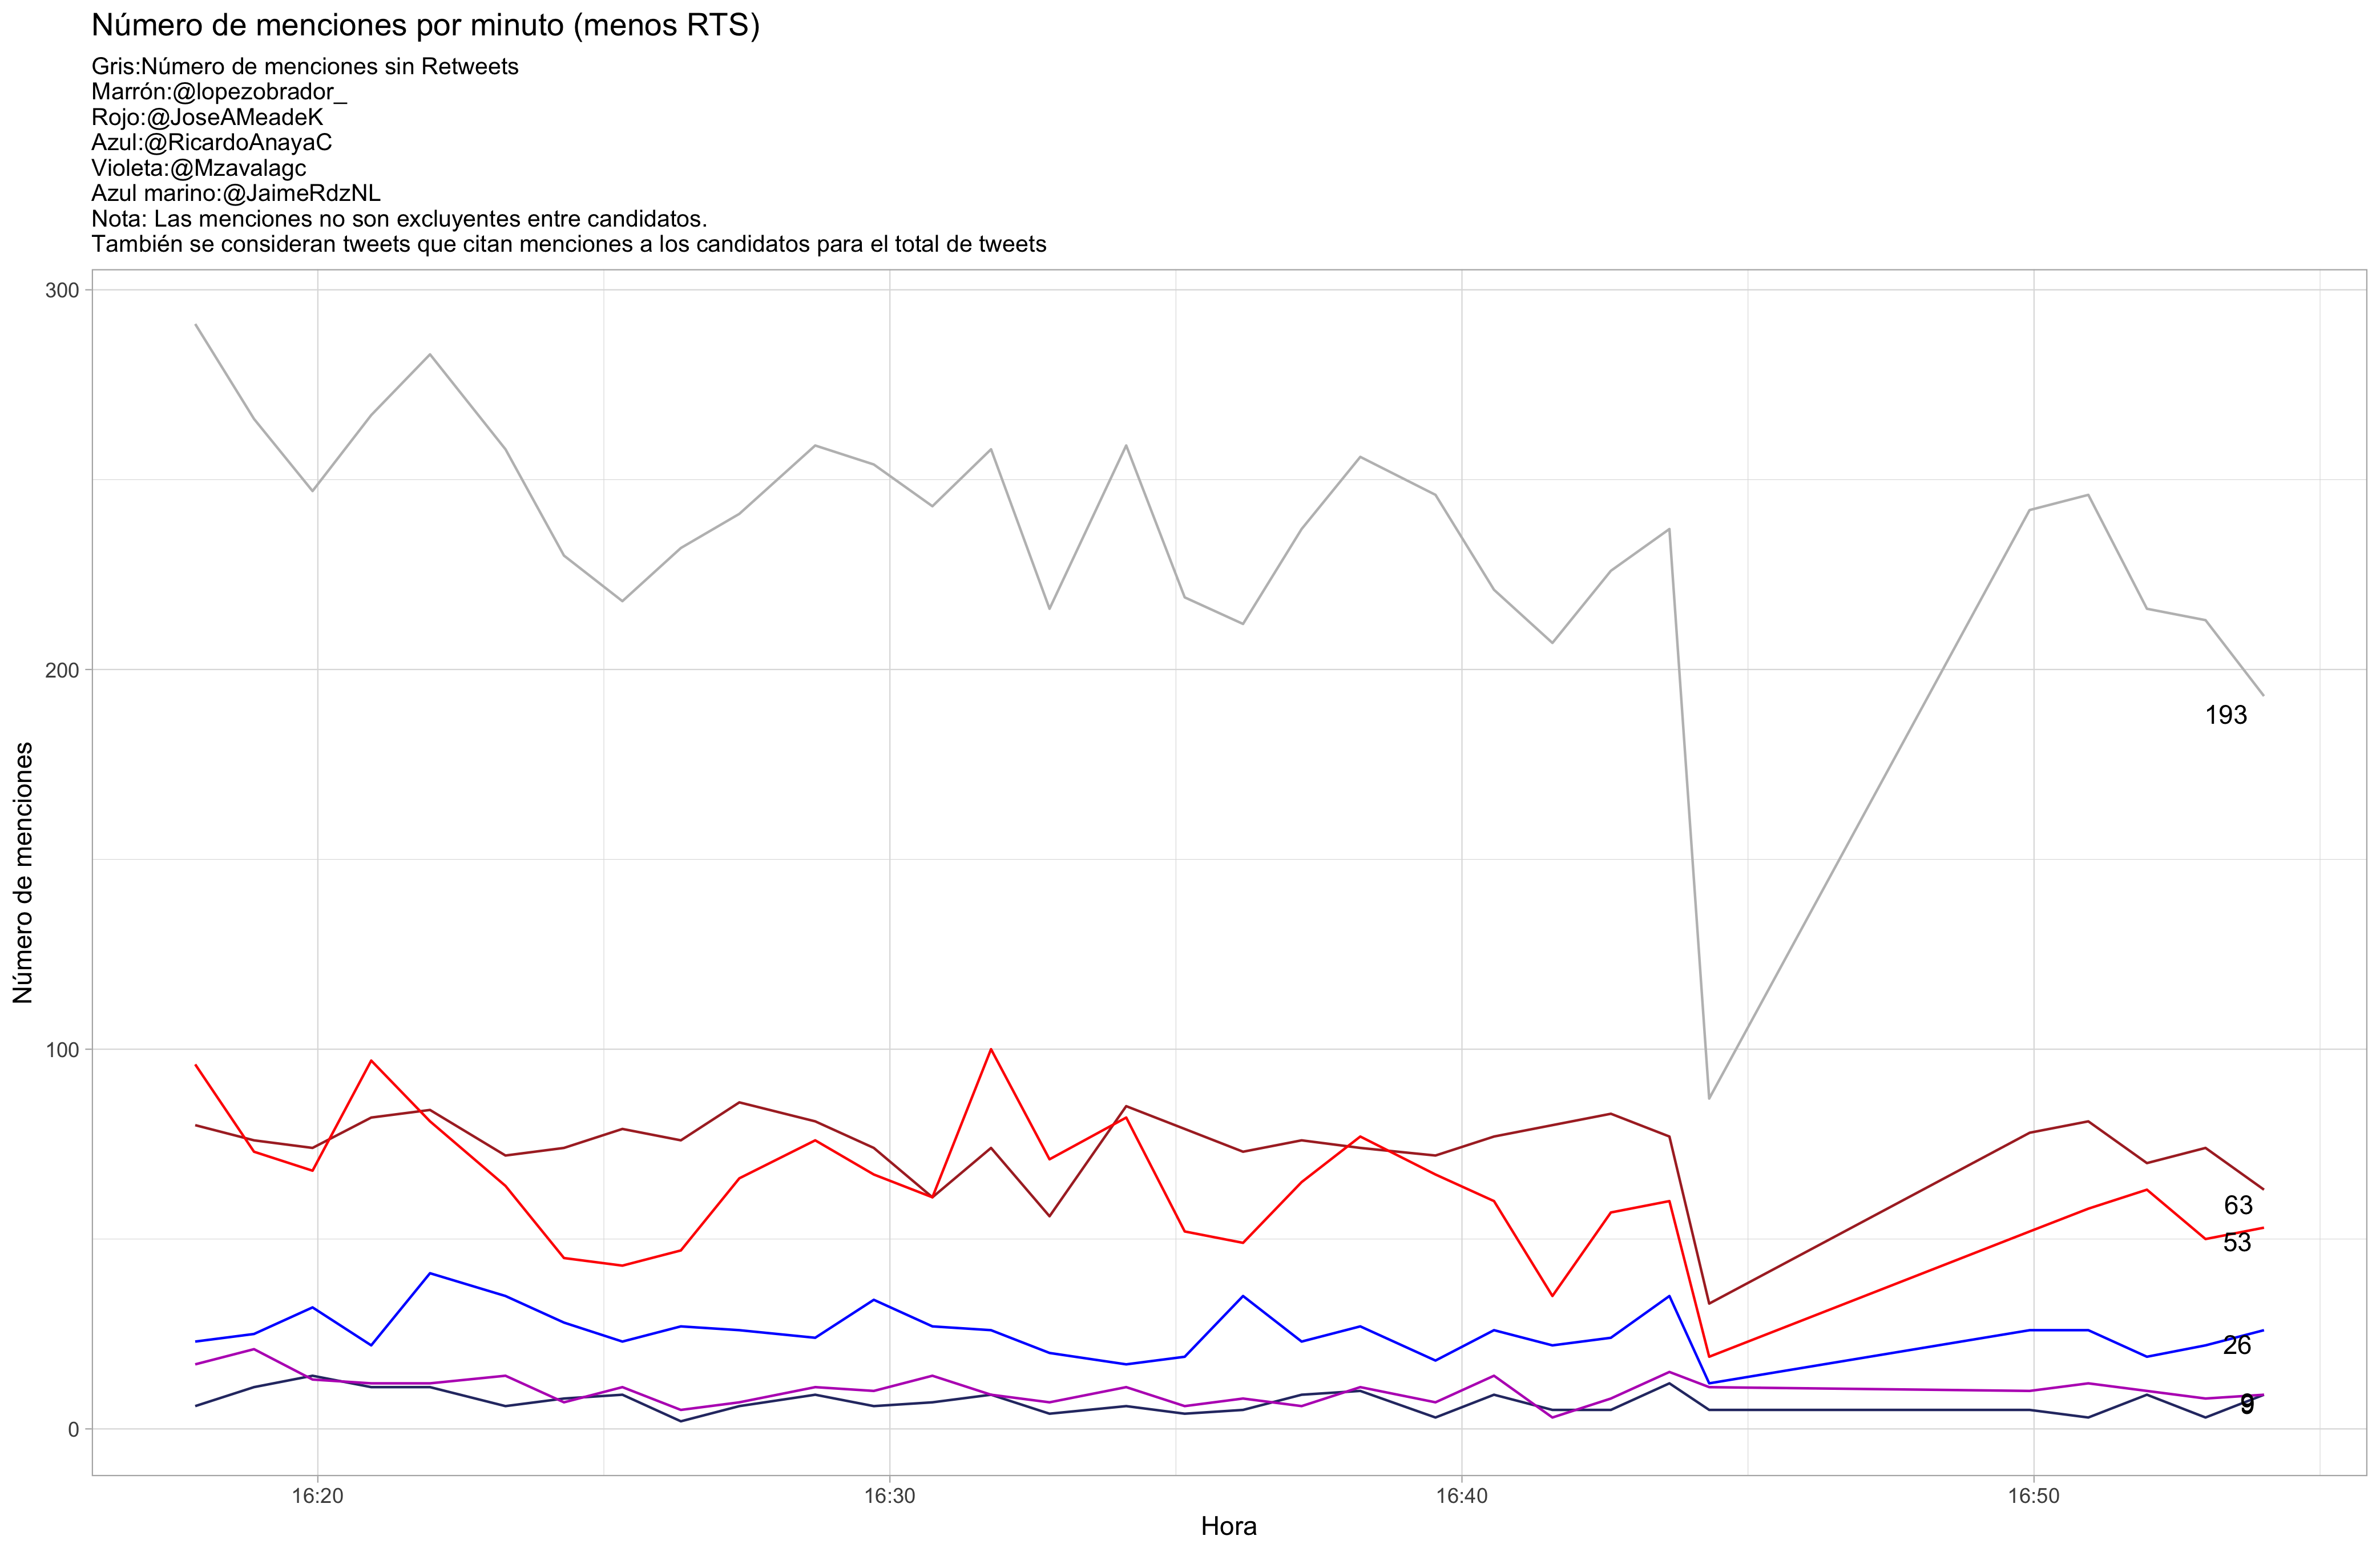 Número de menciones por minuto (menos RTS)
Gris:Número de menciones sin Retweets
Marrón:@lopezobrador_
Rojo:@JoseAMeadeK
Azul:@RicardoAnayaC
Violeta:@Mzavalagc
Azul marino:@JaimeRdzNL
Nota: Las menciones no son excluyentes entre candidatos.
También se consideran tweets que citan menciones a los candidatos para el total de tweets
Número de menciones
300
200
100
0
193
63
53
26
9
9
16:20
16:30
16:40
16:50
Hora